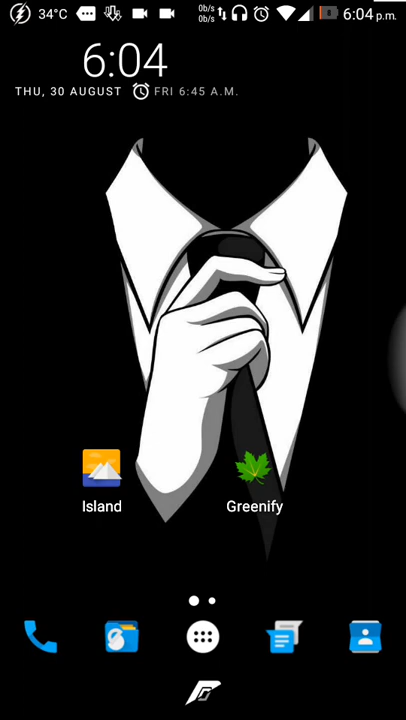 34°C
0b/s
0b/s
6:04 p.m.
6:04
THU, 30 AUGUST FRI 6:45 A.M.
Island Greenify